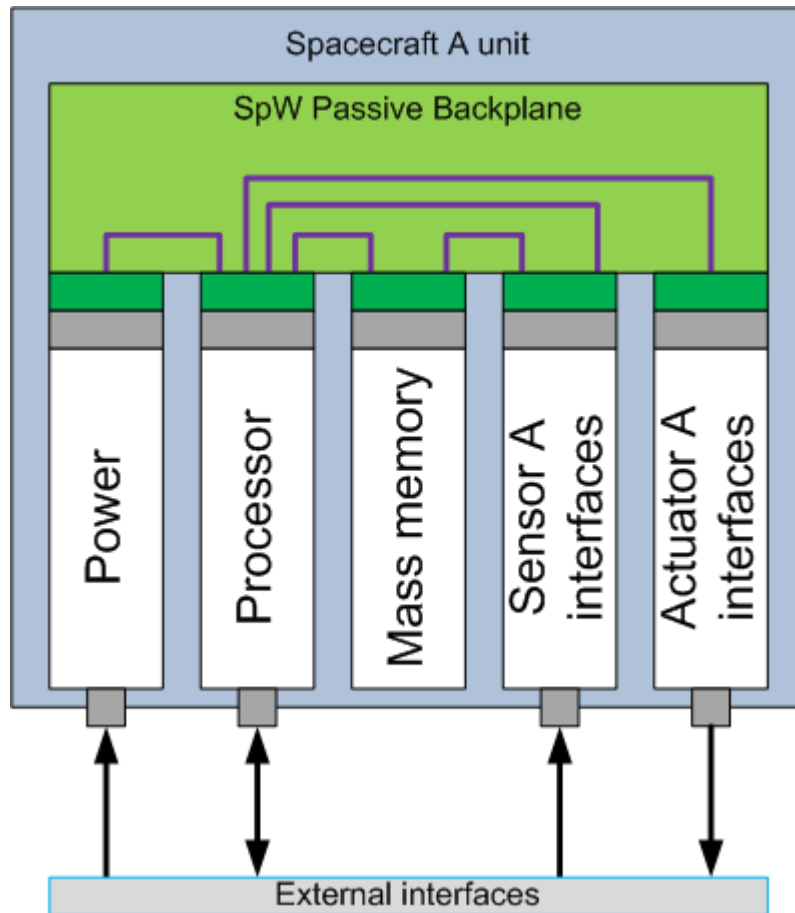 Spacecraft A unit
SpW Passive Backplane
Power
Processor
Mass memory
Sensor A
interfaces
Actuator A
interfaces
External interfaces